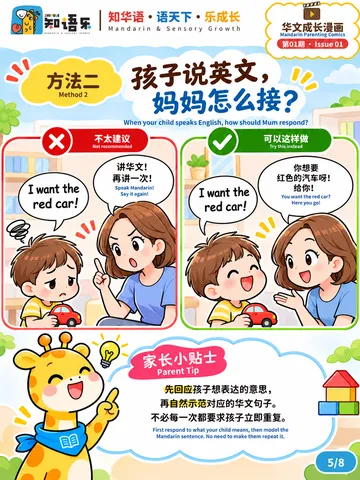 知语乐
知华语·语天下·乐成长
Mandarin & Sensory Growth
华文成长漫画
Mandarin Parenting Comics
第01期 · Issue 01
方法二
Method 2
孩子说英文，
妈妈怎么接？
When your child speaks English, how should Mum respond?
不太建议
Not recommended
I want the
red car!
讲华文！
再讲一次！
Speak Mandarin!
Say it again!
可以这样做
Try this instead
I want the
red car!
你想要
红色的汽车呀！
给你！
You want the red car?
Here you go!
家长小贴士
Parent Tip
先回应孩子想表达的意思，
再自然示范对应的华文句子。
不必每一次都要求孩子立即重复。
First respond to what your child means, then model the
Mandarin sentence. No need to make them repeat it.
5/8